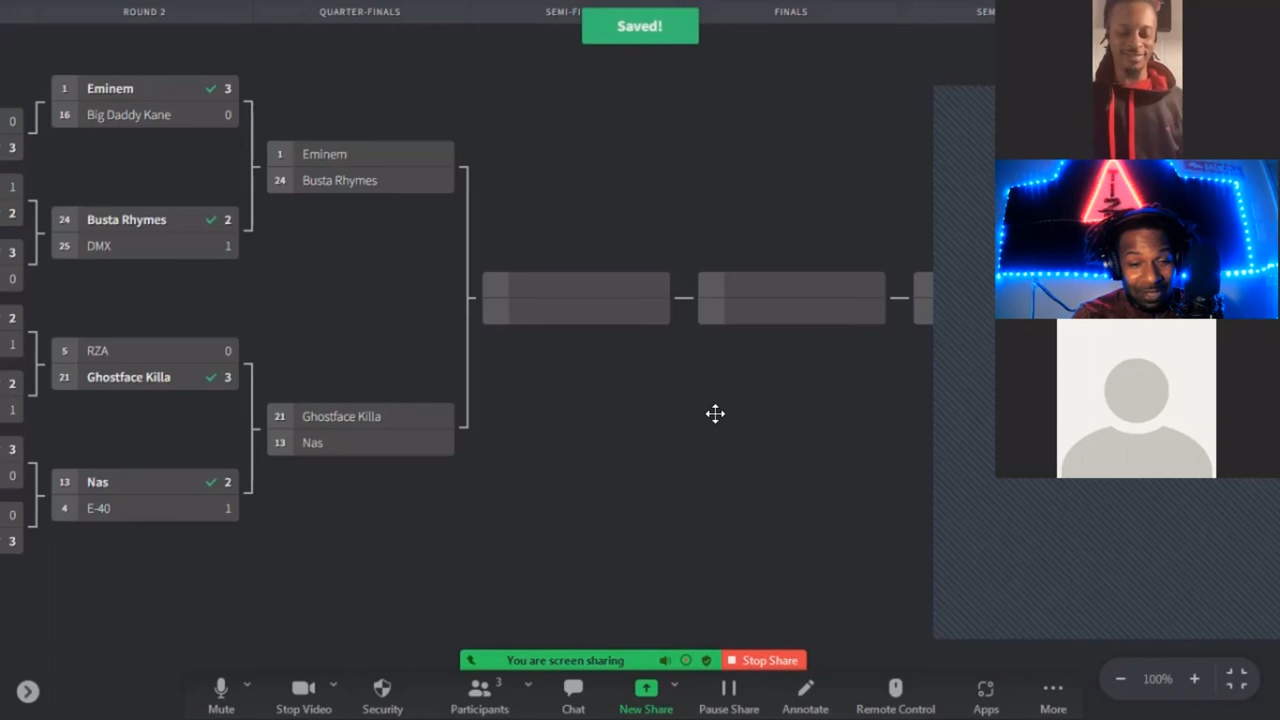 ROUND 2
QUARTER-FINALS
SEMI-FI
FINALS
SEM
Saved!
1 Eminem 3
16 Big Daddy Kane 0
0
3
1 Eminem
24 Busta Rhymes
1
2
24 Busta Rhymes 2
25 DMX 1
3
0
2
1
5 RZA 0
21 Ghostface Killa 3
2
1
21 Ghostface Killa
13 Nas
3
0
13 Nas 2
4 E-40 1
0
3
You are screen sharing
Stop Share
3
Mute
Stop Video
Security
Participants
Chat
New Share
Pause Share
Annotate
Remote Control
Apps
More
100%